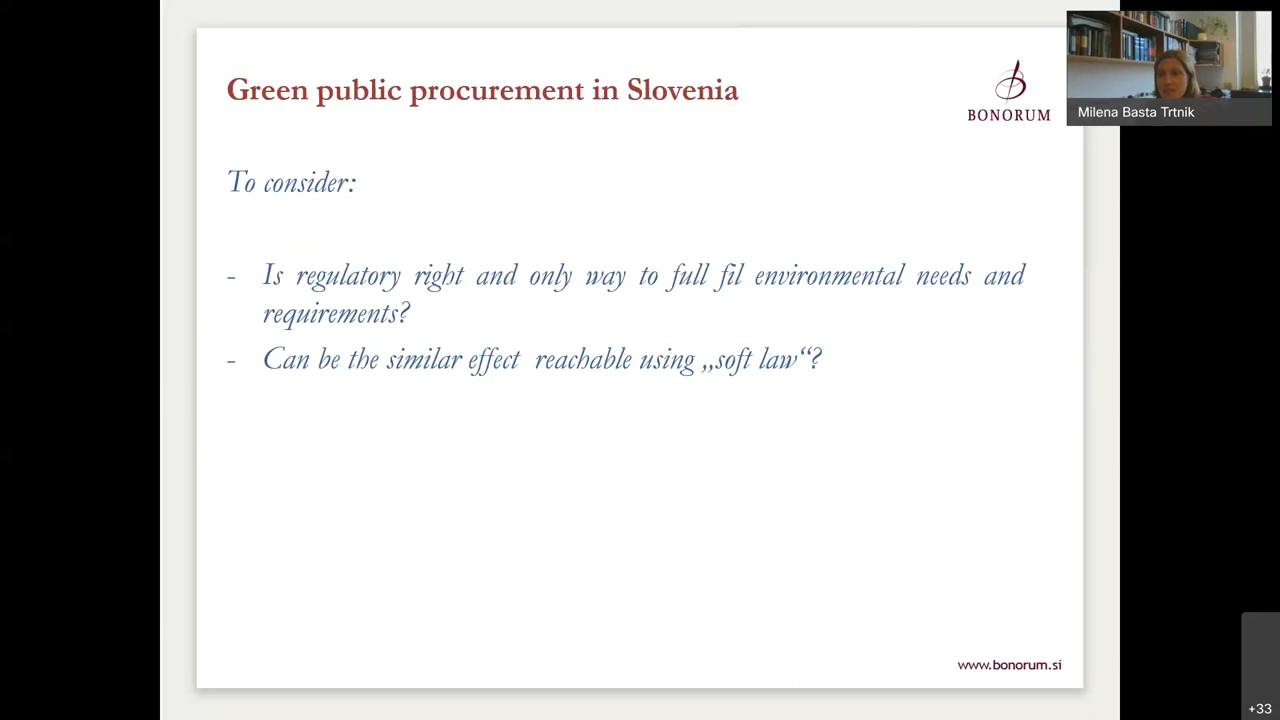 Green public procurement in Slovenia
BONORUM
Milena Basta Trtnik
To consider:
- Is regulatory right and only way to full fil environmental needs and
requirements?
- Can be the similar effect reachable using „soft law“?
www.bonorum.si
+33